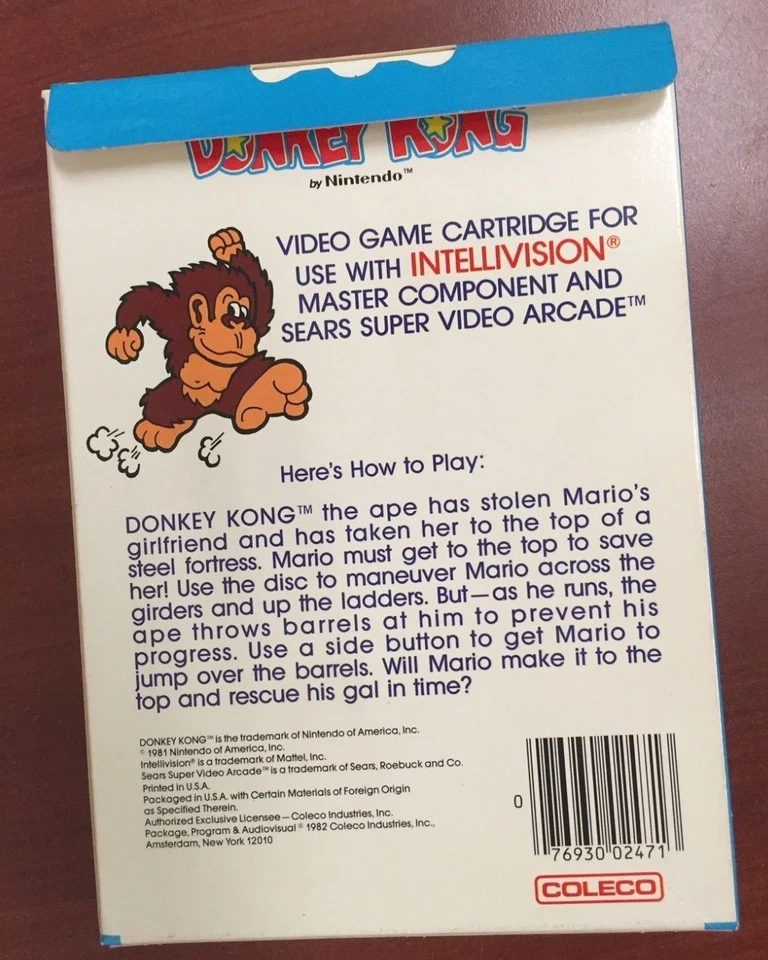 DONKEY KONG
by Nintendo™
VIDEO GAME CARTRIDGE FOR
USE WITH INTELLIVISION®
MASTER COMPONENT AND
SEARS SUPER VIDEO ARCADE™
Here's How to Play:
DONKEY KONG™ the ape has stolen Mario's
girlfriend and has taken her to the top of a
steel fortress. Mario must get to the top to save
her! Use the disc to maneuver Mario across the
girders and up the ladders. But—as he runs, the
ape throws barrels at him to prevent his
progress. Use a side button to get Mario to
jump over the barrels. Will Mario make it to the
top and rescue his gal in time?
DONKEY KONG™ is the trademark of Nintendo of America, Inc.
© 1981 Nintendo of America, Inc.
Intellivision® is a trademark of Mattel, Inc.
Sears Super Video Arcade™ is a trademark of Sears, Roebuck and Co.
Printed in U.S.A.
Packaged in U.S.A. with Certain Materials of Foreign Origin
as Specified Therein.
Authorized Exclusive Licensee—Coleco Industries, Inc.
Package, Program & Audiovisual © 1982 Coleco Industries, Inc.,
Amsterdam, New York 12010
0 76930 02471
COLECO